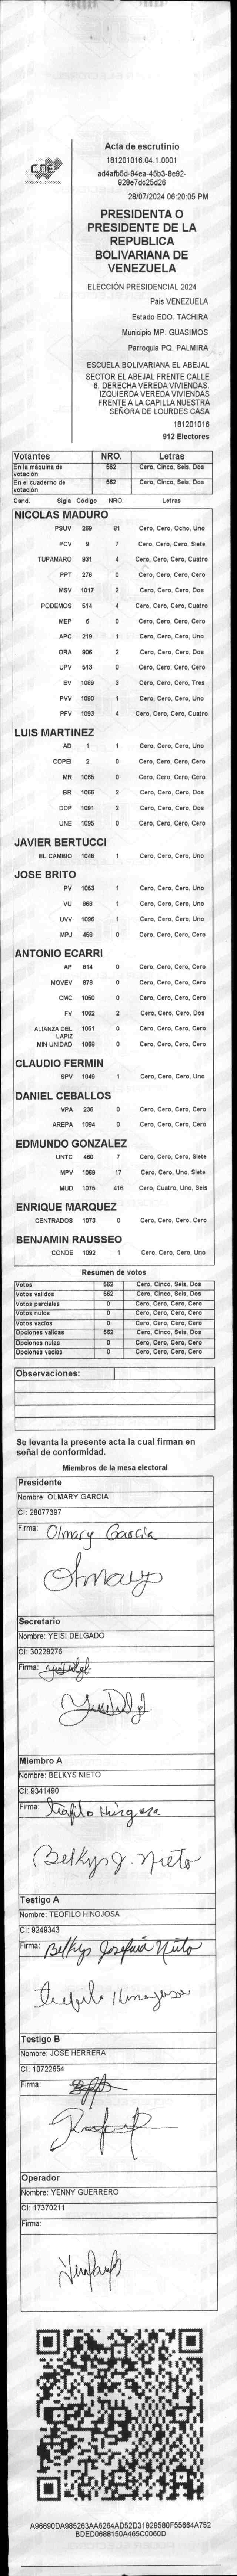 Acta de escrutinio
CNE
181201016.04.1.0001
ad4afb5d-94ea-45b3-8e92-
928e7dc25d26
28/07/2024 06:20:05 PM
PRESIDENTA O
PRESIDENTE DE LA
REPUBLICA
BOLIVARIANA DE
VENEZUELA
ELECCIÓN PRESIDENCIAL 2024
Pais VENEZUELA
Estado EDO. TACHIRA
Municipio MP. GUASIMOS
Parroquia PQ. PALMIRA
ESCUELA BOLIVARIANA EL ABEJAL
SECTOR EL ABEJAL FRENTE CALLE
6. DERECHA VEREDA VIVIENDAS.
IZQUIERDA VEREDA VIVIENDAS
FRENTE A LA CAPILLA NUESTRA
SEÑORA DE LOURDES CASA
181201016
912 Electores
Votantes NRO. Letras
En la máquina de votación 562 Cero, Cinco, Seis, Dos
En el cuaderno de votación 562 Cero, Cinco, Seis, Dos
Cand. Sigla Código NRO. Letras
NICOLAS MADURO
PSUV 269 81 Cero, Cero, Ocho, Uno
PCV 9 7 Cero, Cero, Cero, Siete
TUPAMARO 931 4 Cero, Cero, Cero, Cuatro
PPT 276 0 Cero, Cero, Cero, Cero
MSV 1017 2 Cero, Cero, Cero, Dos
PODEMOS 514 4 Cero, Cero, Cero, Cuatro
MEP 6 0 Cero, Cero, Cero, Cero
APC 219 1 Cero, Cero, Cero, Uno
ORA 906 2 Cero, Cero, Cero, Dos
UPV 513 0 Cero, Cero, Cero, Cero
EV 1089 3 Cero, Cero, Cero, Tres
PVV 1090 1 Cero, Cero, Cero, Uno
PFV 1093 4 Cero, Cero, Cero, Cuatro
LUIS MARTINEZ
AD 1 1 Cero, Cero, Cero, Uno
COPEI 2 0 Cero, Cero, Cero, Cero
MR 1065 0 Cero, Cero, Cero, Cero
BR 1066 2 Cero, Cero, Cero, Dos
DDP 1091 2 Cero, Cero, Cero, Dos
UNE 1095 0 Cero, Cero, Cero, Cero
JAVIER BERTUCCI
EL CAMBIO 1048 1 Cero, Cero, Cero, Uno
JOSE BRITO
PV 1053 1 Cero, Cero, Cero, Uno
VU 868 1 Cero, Cero, Cero, Uno
UVV 1096 1 Cero, Cero, Cero, Uno
MPJ 458 0 Cero, Cero, Cero, Cero
ANTONIO ECARRI
AP 814 0 Cero, Cero, Cero, Cero
MOVEV 878 0 Cero, Cero, Cero, Cero
CMC 1050 0 Cero, Cero, Cero, Cero
FV 1062 2 Cero, Cero, Cero, Dos
ALIANZA DEL LAPIZ 1061 0 Cero, Cero, Cero, Cero
MIN UNIDAD 1069 0 Cero, Cero, Cero, Cero
CLAUDIO FERMIN
SPV 1049 1 Cero, Cero, Cero, Uno
DANIEL CEBALLOS
VPA 236 0 Cero, Cero, Cero, Cero
AREPA 1094 0 Cero, Cero, Cero, Cero
EDMUNDO GONZALEZ
UNTC 460 7 Cero, Cero, Cero, Siete
MPV 1069 17 Cero, Cero, Uno, Siete
MUD 1075 416 Cero, Cuatro, Uno, Seis
ENRIQUE MARQUEZ
CENTRADOS 1073 0 Cero, Cero, Cero, Cero
BENJAMIN RAUSSEO
CONDE 1092 1 Cero, Cero, Cero, Uno
Resumen de votos
Votos 562 Cero, Cinco, Seis, Dos
Votos validos 562 Cero, Cinco, Seis, Dos
Votos parciales 0 Cero, Cero, Cero, Cero
Votos nulos 0 Cero, Cero, Cero, Cero
Votos vacios 0 Cero, Cero, Cero, Cero
Opciones validas 562 Cero, Cinco, Seis, Dos
Opciones nulas 0 Cero, Cero, Cero, Cero
Opciones vacias 0 Cero, Cero, Cero, Cero
Observaciones:
Se levanta la presente acta la cual firman en
señal de conformidad.
Miembros de la mesa electoral
Presidente
Nombre: OLMARY GARCIA
CI: 28077397
Firma: Olmary Garcia
Olmary
Secretario
Nombre: YEISI DELGADO
CI: 30228276
Firma:
Miembro A
Nombre: BELKYS NIETO
CI: 9341490
Firma: Teofilo Hinojosa
Belkys J. Nieto
Testigo A
Nombre: TEOFILO HINOJOSA
CI: 9249343
Firma: Belkys Josefina Nieto
Teofilo Hinojosa
Testigo B
Nombre: JOSE HERRERA
CI: 10722654
Firma:
Operador
Nombre: YENNY GUERRERO
CI: 17370211
Firma:
A96690DA985263AA6264AD52D31929580F55664A752
BDED0688150A465C0060D